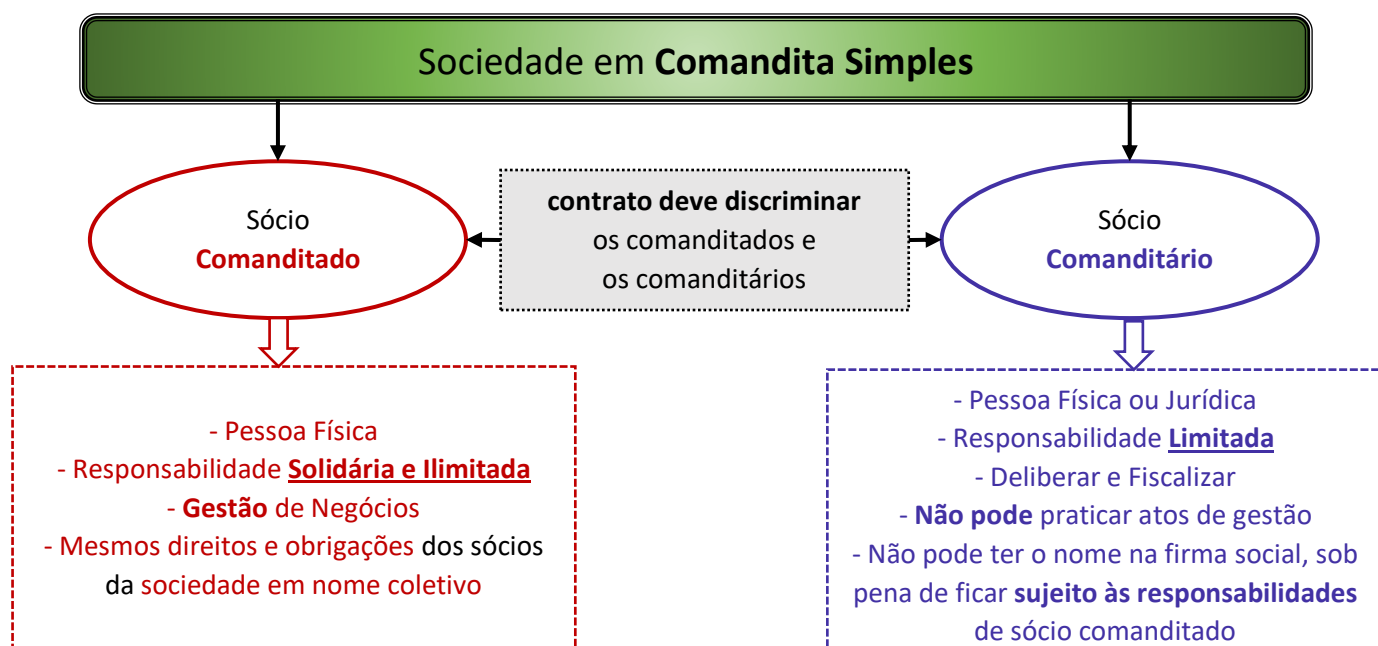 Sociedade em Comandita Simples
Sócio
Comanditado
contrato deve discriminar
os comanditados e
os comanditários
Sócio
Comanditário
- Pessoa Física
- Responsabilidade Solidária e Ilimitada
- Gestão de Negócios
- Mesmos direitos e obrigações dos sócios
da sociedade em nome coletivo
- Pessoa Física ou Jurídica
- Responsabilidade Limitada
- Deliberar e Fiscalizar
- Não pode praticar atos de gestão
- Não pode ter o nome na firma social, sob
pena de ficar sujeito às responsabilidades
de sócio comanditado